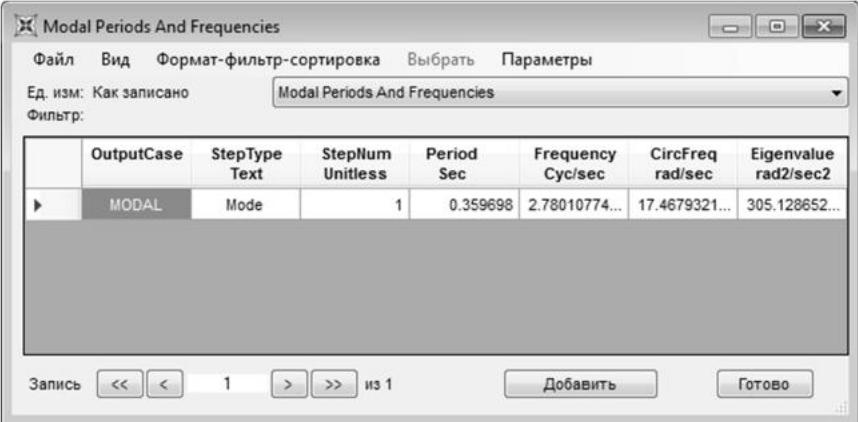 Modal Periods And Frequencies
Файл Вид Формат-фильтр-сортировка Выбрать Параметры
Ед. изм: Как записано Modal Periods And Frequencies
Фильтр:
OutputCase StepType StepNum Period Frequency CircFreq Eigenvalue
Text Unitless Sec Cyc/sec rad/sec rad2/sec2
MODAL Mode 1 0.359698 2.78010774... 17.4679321... 305.128652...
Запись << < 1 > >> из 1 Добавить Готово